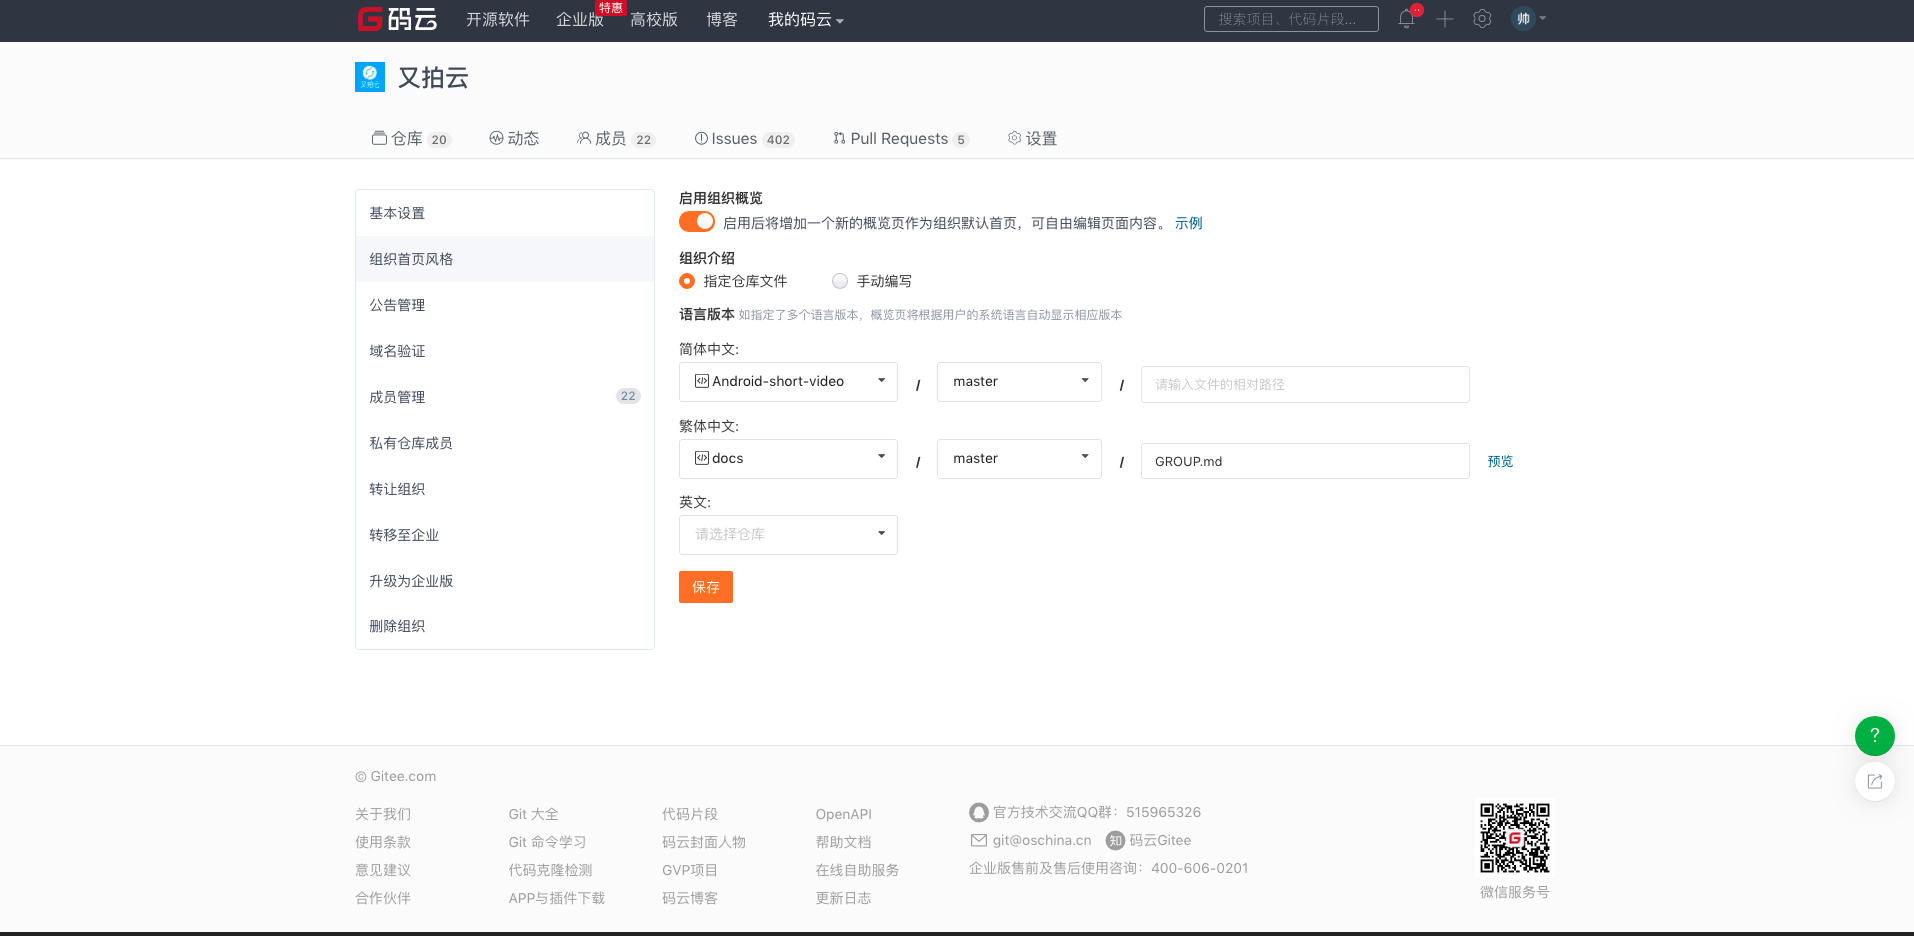 G 码云 开源软件 企业版 特惠 高校版 博客 我的码云 搜索项目、代码片段... 帅
又拍云 又拍云
仓库 20 动态 成员 22 Issues 402 Pull Requests 5 设置
基本设置
组织首页风格
公告管理
域名验证
成员管理 22
私有仓库成员
转让组织
转移至企业
升级为企业版
删除组织
启用组织概览
启用后将增加一个新的概览页作为组织默认首页，可自由编辑页面内容。 示例
组织介绍
指定仓库文件 手动编写
语言版本 如指定了多个语言版本，概览页将根据用户的系统语言自动显示相应版本
简体中文:
Android-short-video / master / 请输入文件的相对路径
繁体中文:
docs / master / GROUP.md 预览
英文:
请选择仓库
保存
?
© Gitee.com
关于我们 Git 大全 代码片段 OpenAPI 官方技术交流QQ群：515965326
使用条款 Git 命令学习 码云封面人物 帮助文档 git@oschina.cn 知 码云Gitee
意见建议 代码克隆检测 GVP项目 在线自助服务 企业版售前及售后使用咨询：400-606-0201
合作伙伴 APP与插件下载 码云博客 更新日志 微信服务号